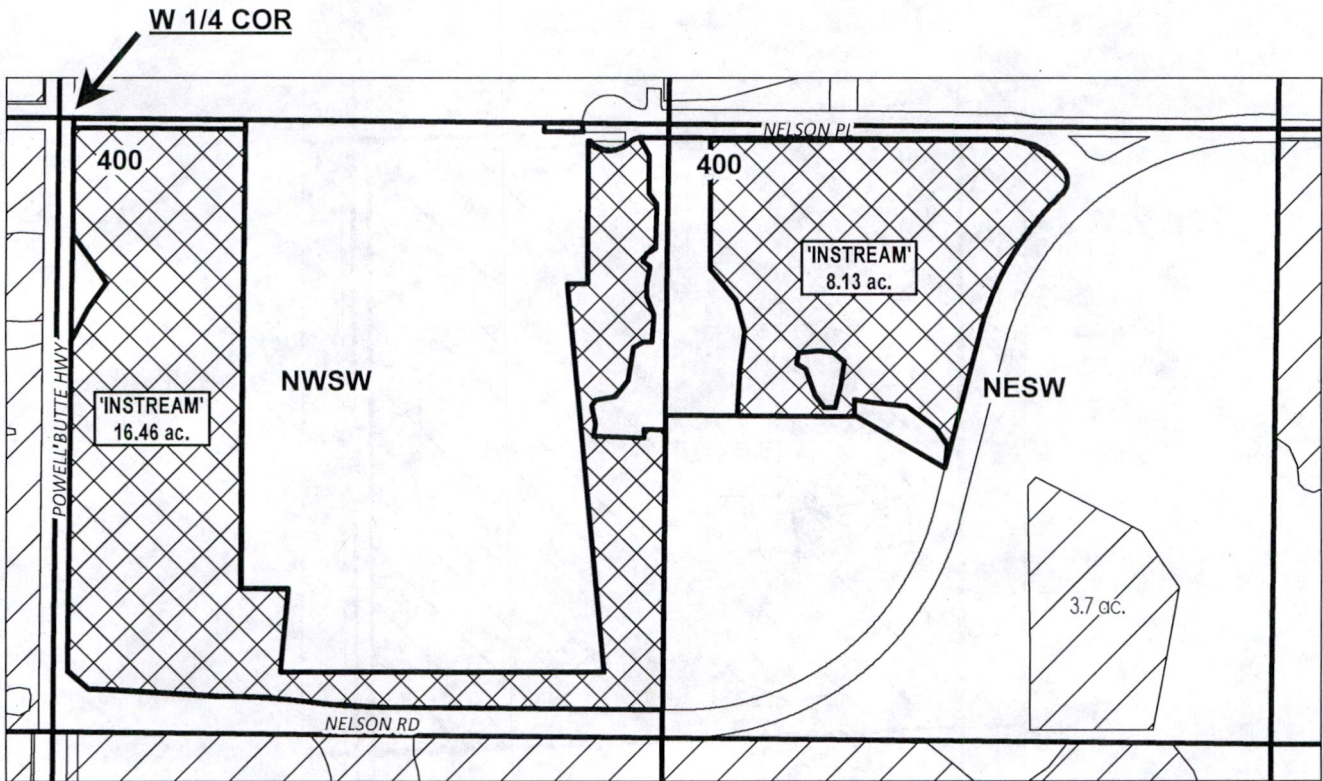 W 1/4 COR
NELSON PL
400
400
'INSTREAM'
8.13 ac.
NWSW
NESW
'INSTREAM'
16.46 ac.
POWELL BUTTE HWY
3.7 ac.
NELSON RD